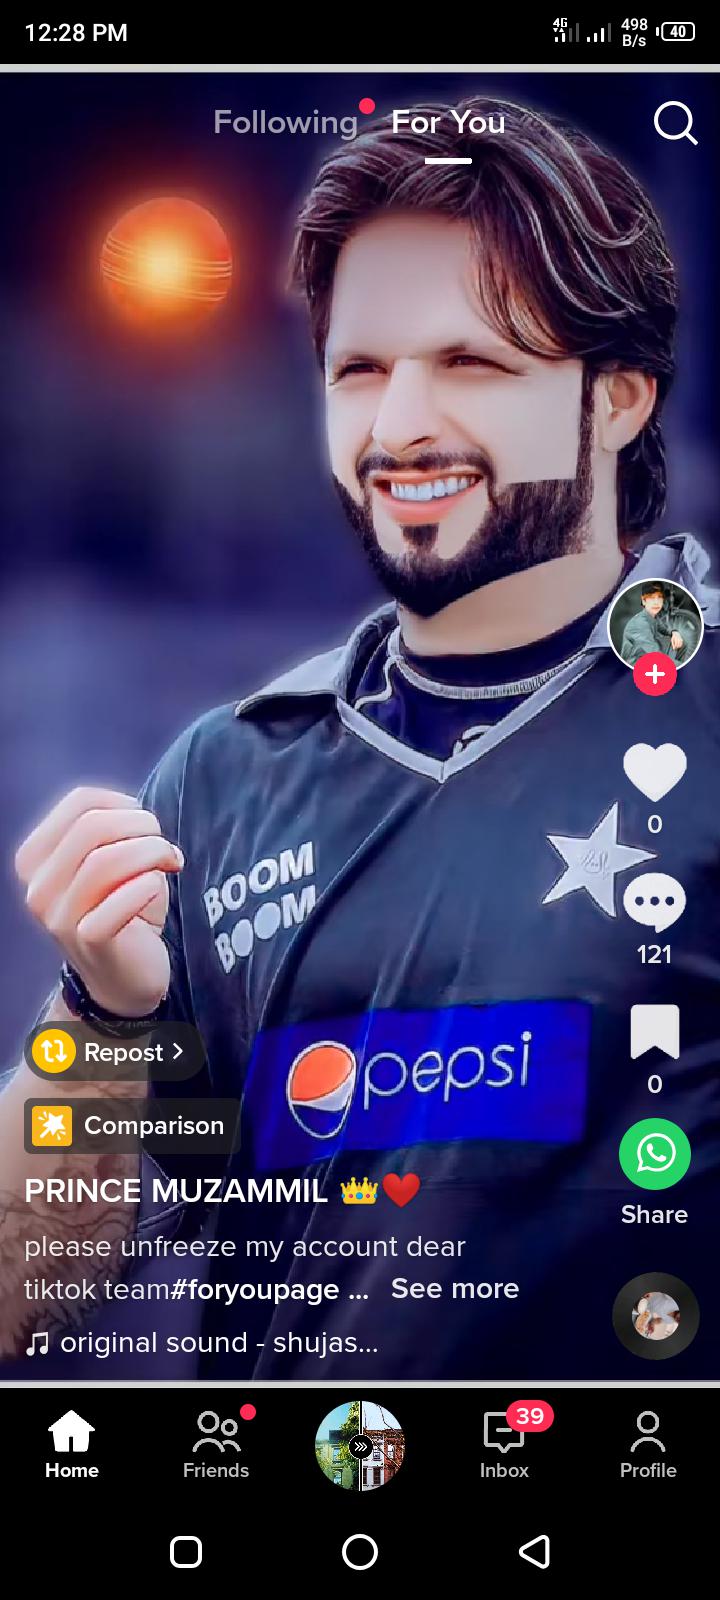 12:28 PM
4G
498
B/s
40
Following
For You
BOOM
BOOM
pepsi
0
121
0
Share
Repost
Comparison
PRINCE MUZAMMIL 👑❤️
please unfreeze my account dear
tiktok team#foryoupage ... See more
original sound - shujas...
39
Home
Friends
Inbox
Profile